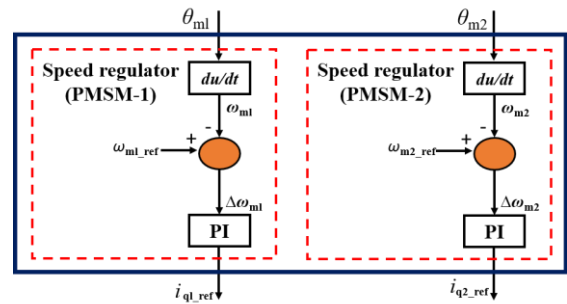 θm1
Speed regulator
(PMSM-1)
du/dt
ωm1
-
+
ωm1_ref
Δωm1
PI
iq1_ref
θm2
Speed regulator
(PMSM-2)
du/dt
ωm2
-
+
ωm2_ref
Δωm2
PI
iq2_ref